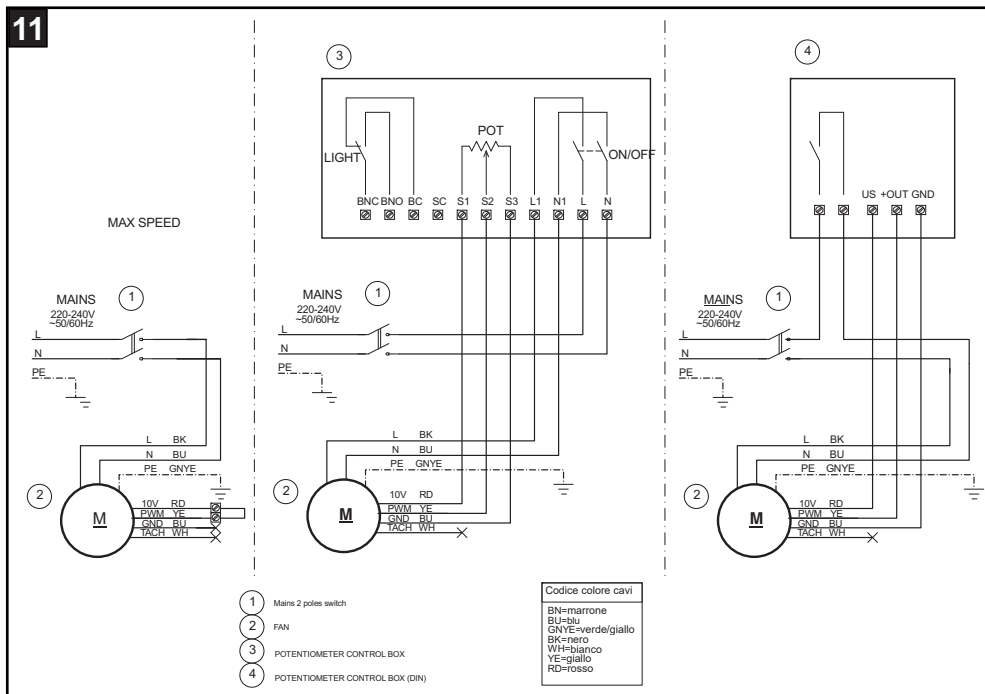 11
MAX SPEED
MAINS
220-240V
~50/60Hz
1
L
N
PE
L BK
N BU
PE GNYE
2
M
10V RD
PWM YE
GND BU
TACH WH
3
LIGHT
POT
ON/OFF
BNC BNO BC SC S1 S2 S3 L1 N1 L N
MAINS
220-240V
~50/60Hz
1
L
N
PE
L BK
N BU
PE GNYE
2
M
10V RD
PWM YE
GND BU
TACH WH
4
US +OUT GND
MAINS
220-240V
~50/60Hz
1
L
N
PE
L BK
N BU
PE GNYE
2
M
10V RD
PWM YE
GND BU
TACH WH
1 Mains 2 poles switch
2 FAN
3 POTENTIOMETER CONTROL BOX
4 POTENTIOMETER CONTROL BOX (DIN)
Codice colore cavi
BN=marrone
BU=blu
GNYE=verde/giallo
BK=nero
WH=bianco
YE=giallo
RD=rosso